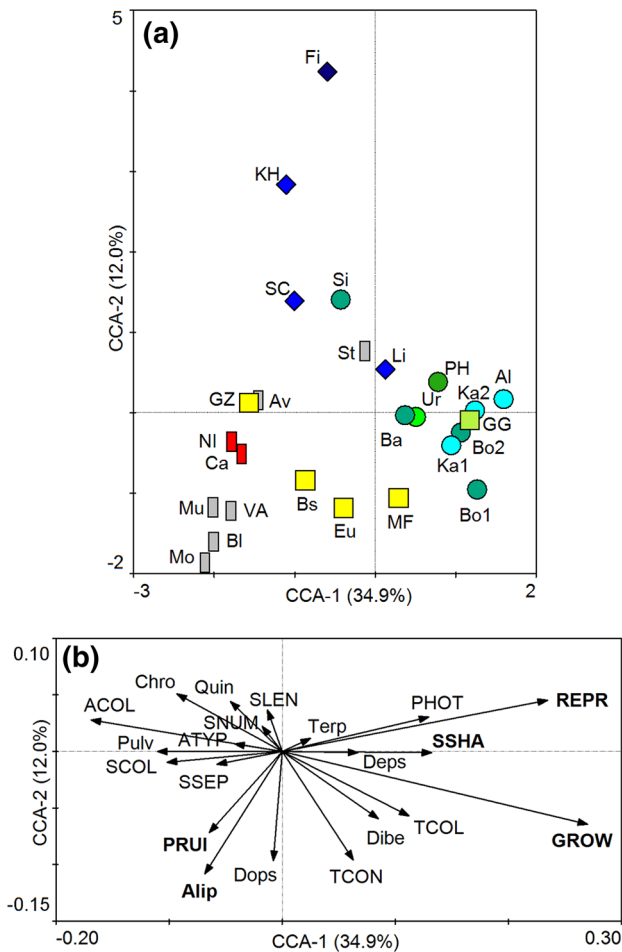 (a)
5
Fi
KH
SC
Si
St
Li
PH
Al
Ka2
Ur
GZ
Av
GG
Ba
Bo2
NI
Ca
Ka1
Mu
VA
Bs
Eu
MF
Bo1
Bl
Mo
CCA-2 (12.0%)
-2
-3
CCA-1 (34.9%)
2
0.10
(b)
Chro
Quin
SLEN
PHOT
REPR
ACOL
SNUM
Terp
SSHA
Pulv
ATYP
Deps
SCOL
SSEP
TCOL
Dibe
GROW
PRUI
Alip
Dops
TCON
CCA-2 (12.0%)
-0.15
-0.20
CCA-1 (34.9%)
0.30